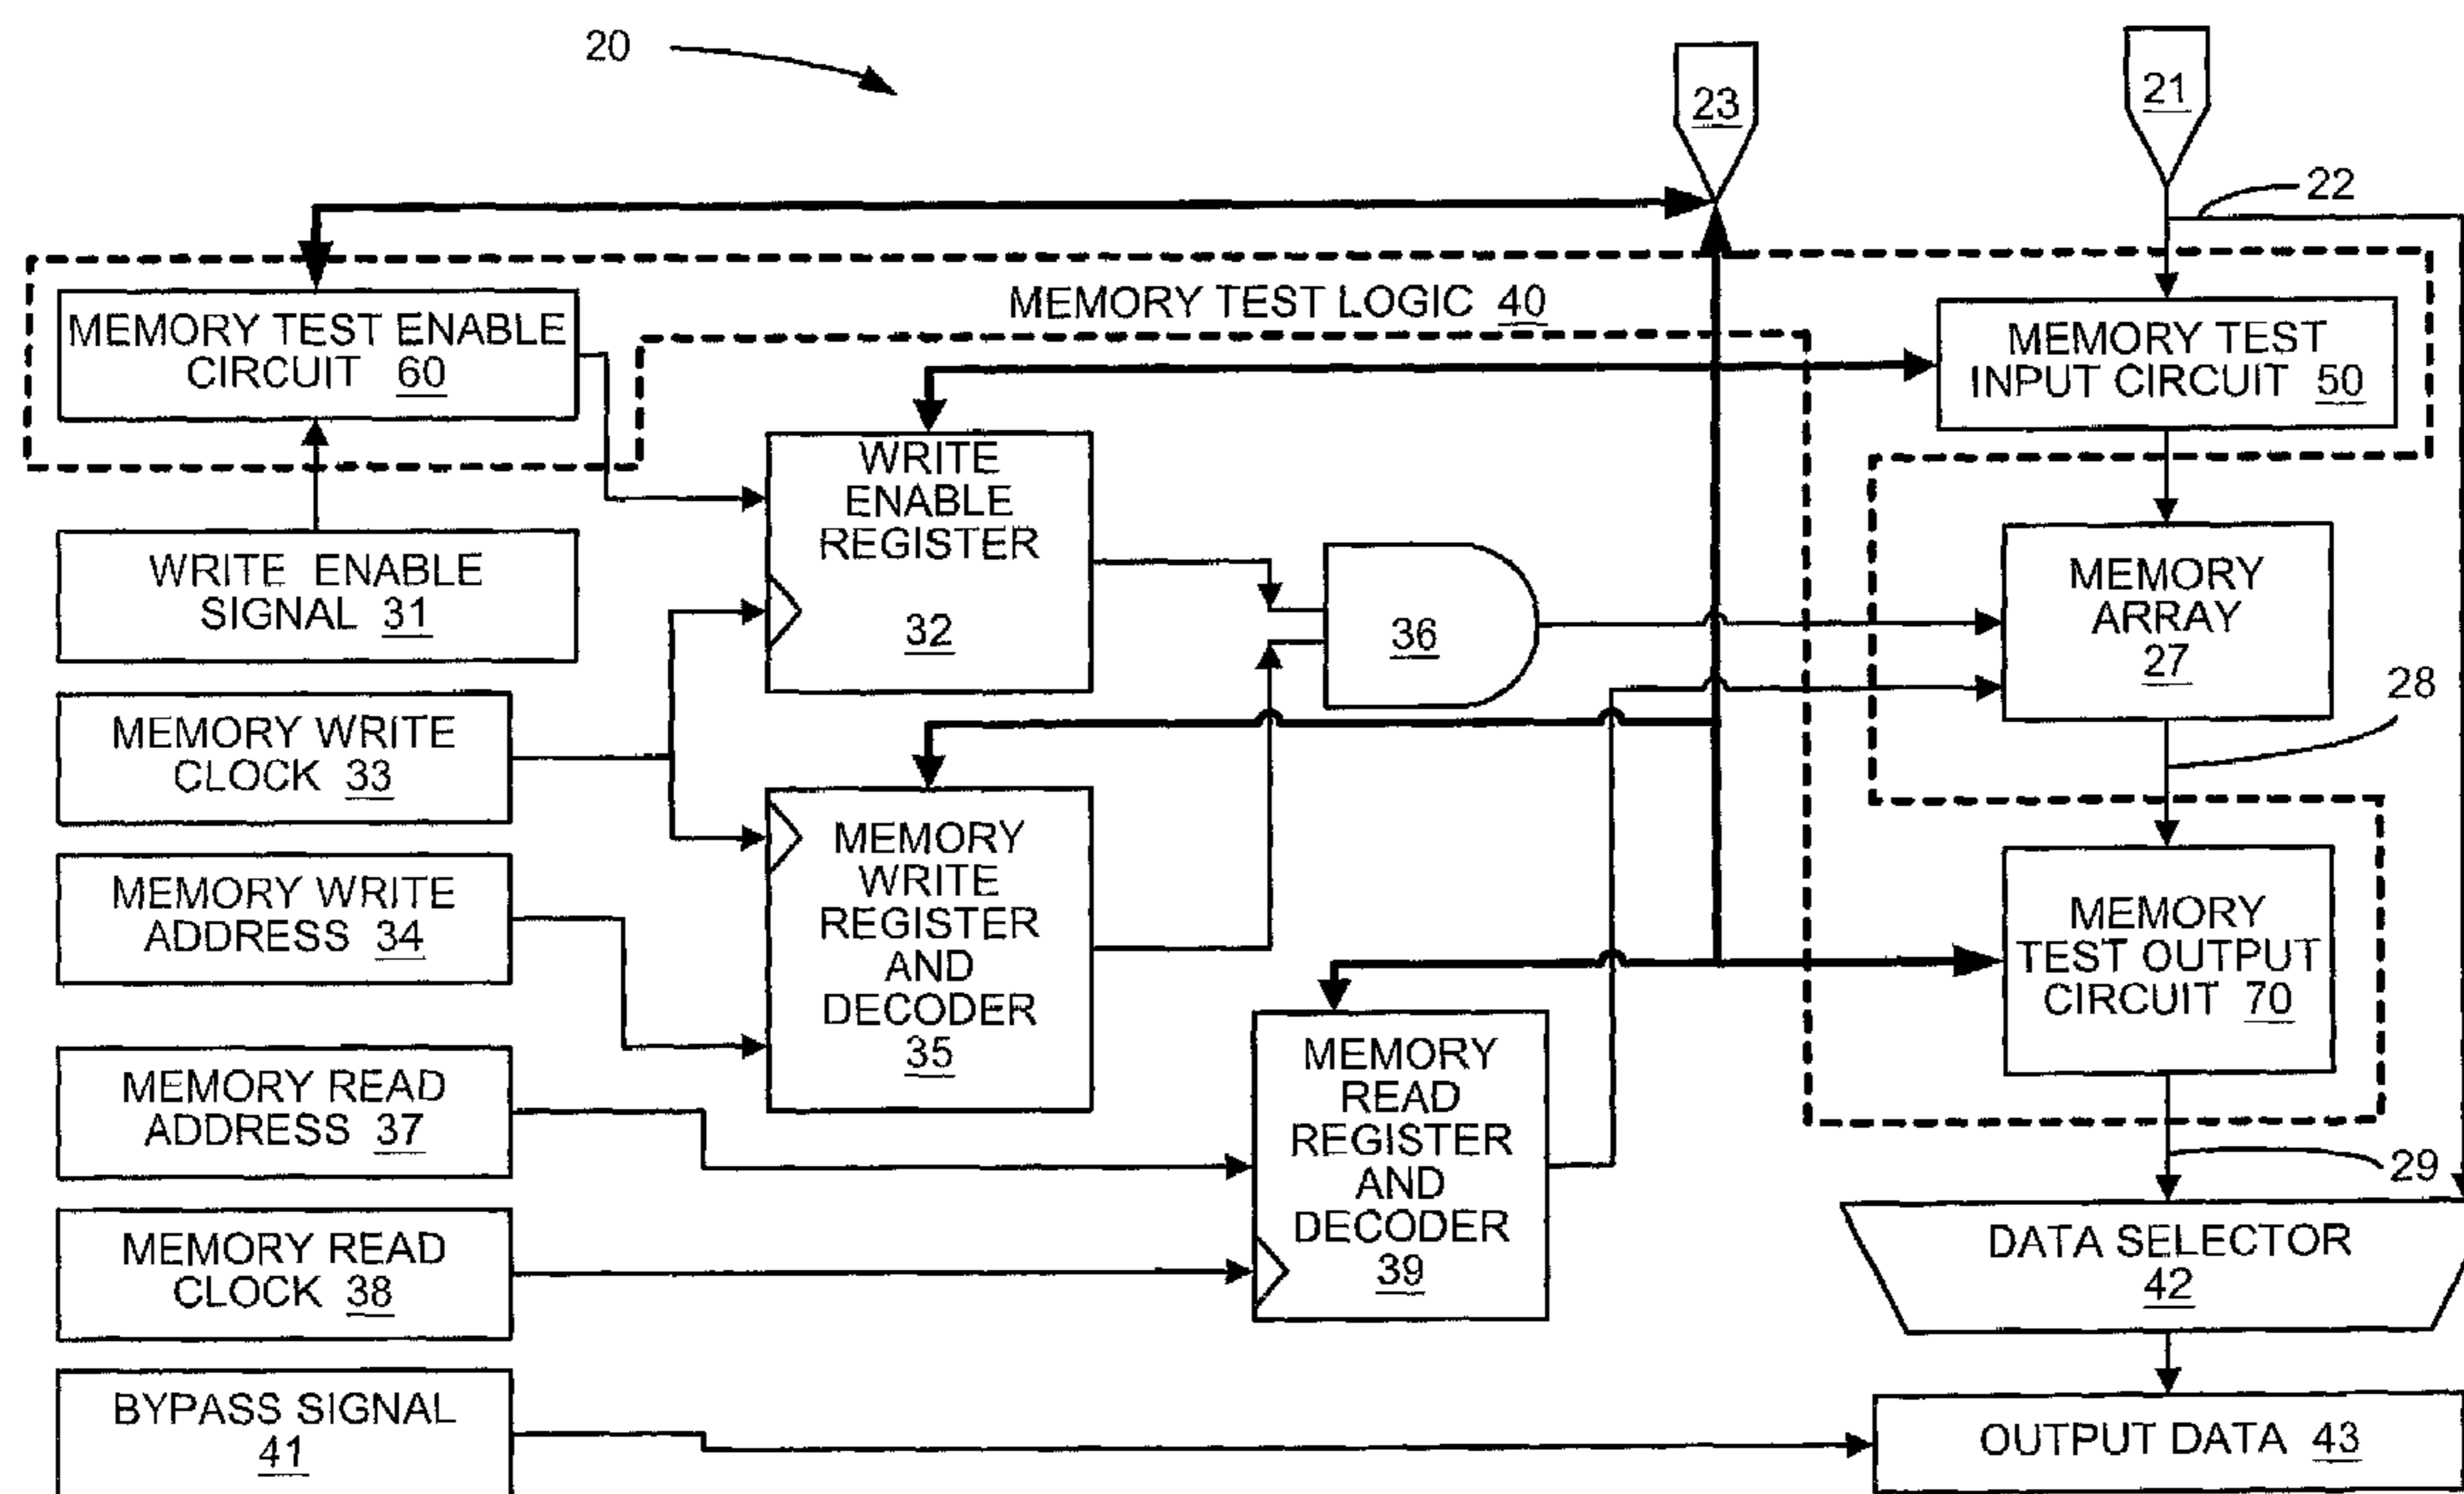 20
23
21
22
MEMORY TEST LOGIC 40
MEMORY TEST ENABLE
CIRCUIT 60
MEMORY TEST
INPUT CIRCUIT 50
WRITE ENABLE
SIGNAL 31
WRITE
ENABLE
REGISTER
32
36
MEMORY
ARRAY
27
28
MEMORY WRITE
CLOCK 33
MEMORY WRITE
ADDRESS 34
MEMORY
WRITE
REGISTER
AND
DECODER
35
MEMORY
TEST OUTPUT
CIRCUIT 70
MEMORY READ
ADDRESS 37
MEMORY
READ
REGISTER
AND
DECODER
39
29
MEMORY READ
CLOCK 38
DATA SELECTOR
42
BYPASS SIGNAL
41
OUTPUT DATA 43